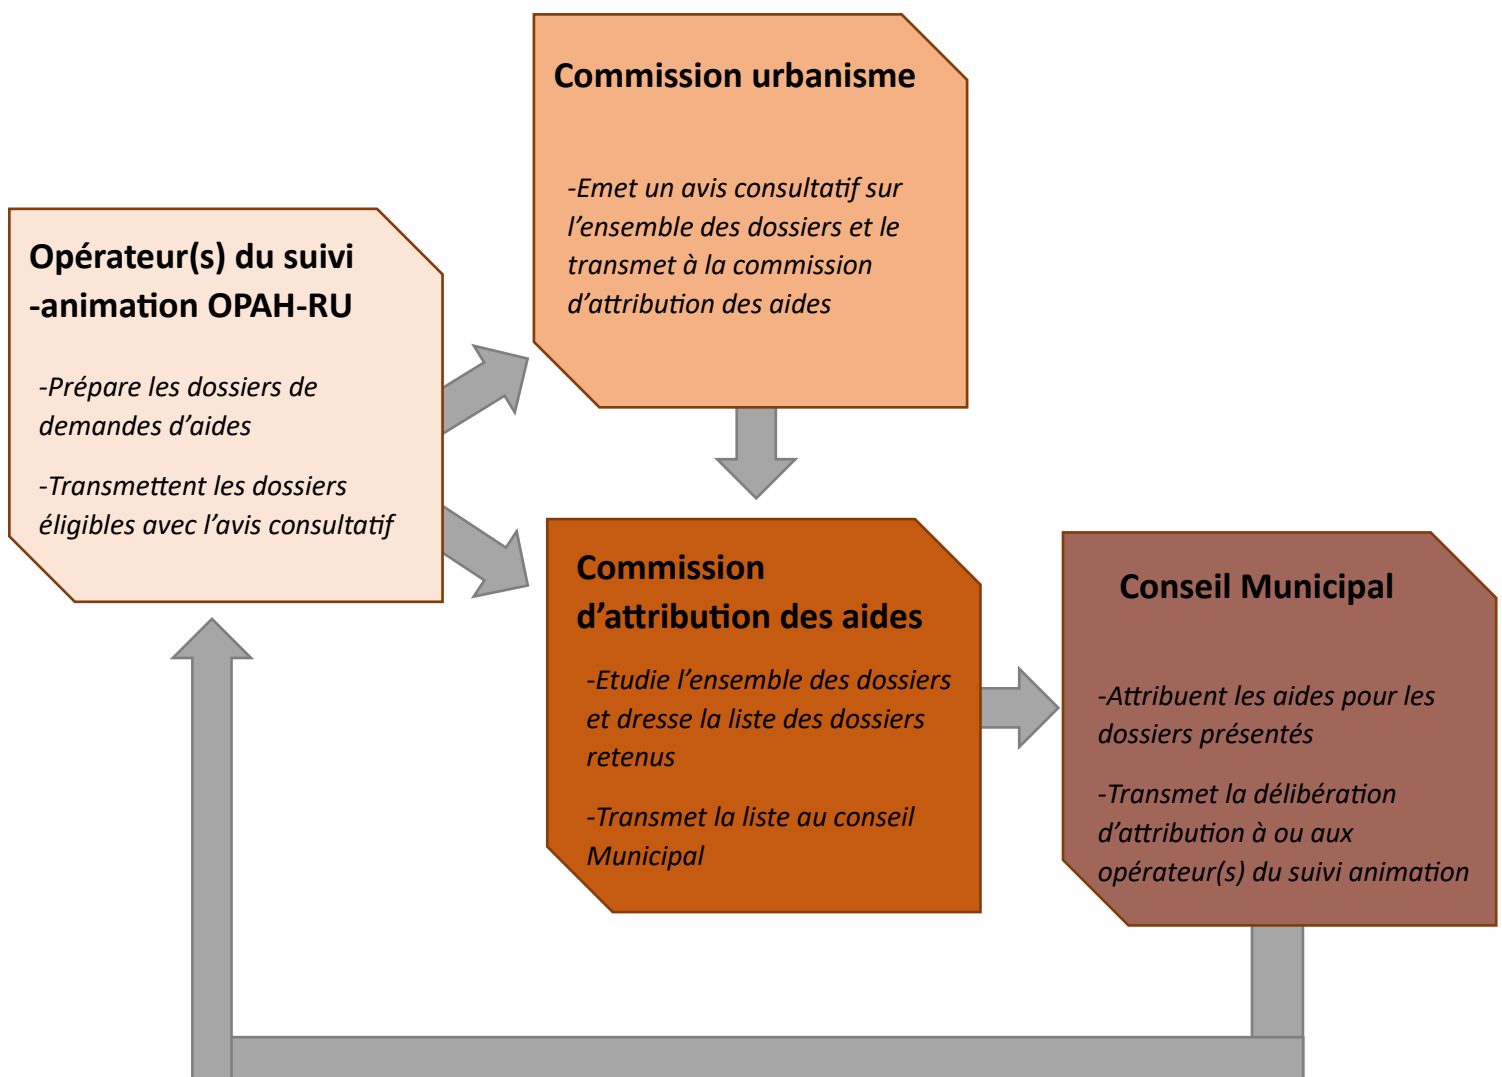 Commission urbanisme
-Emet un avis consultatif sur
l’ensemble des dossiers et le
transmet à la commission
d’attribution des aides
Opérateur(s) du suivi
-animation OPAH-RU
-Prépare les dossiers de
demandes d’aides
-Transmettent les dossiers
éligibles avec l’avis consultatif
Commission
d’attribution des aides
-Etudie l’ensemble des dossiers
et dresse la liste des dossiers
retenus
-Transmet la liste au conseil
Municipal
Conseil Municipal
-Attribuent les aides pour les
dossiers présentés
-Transmet la délibération
d’attribution à ou aux
opérateur(s) du suivi animation